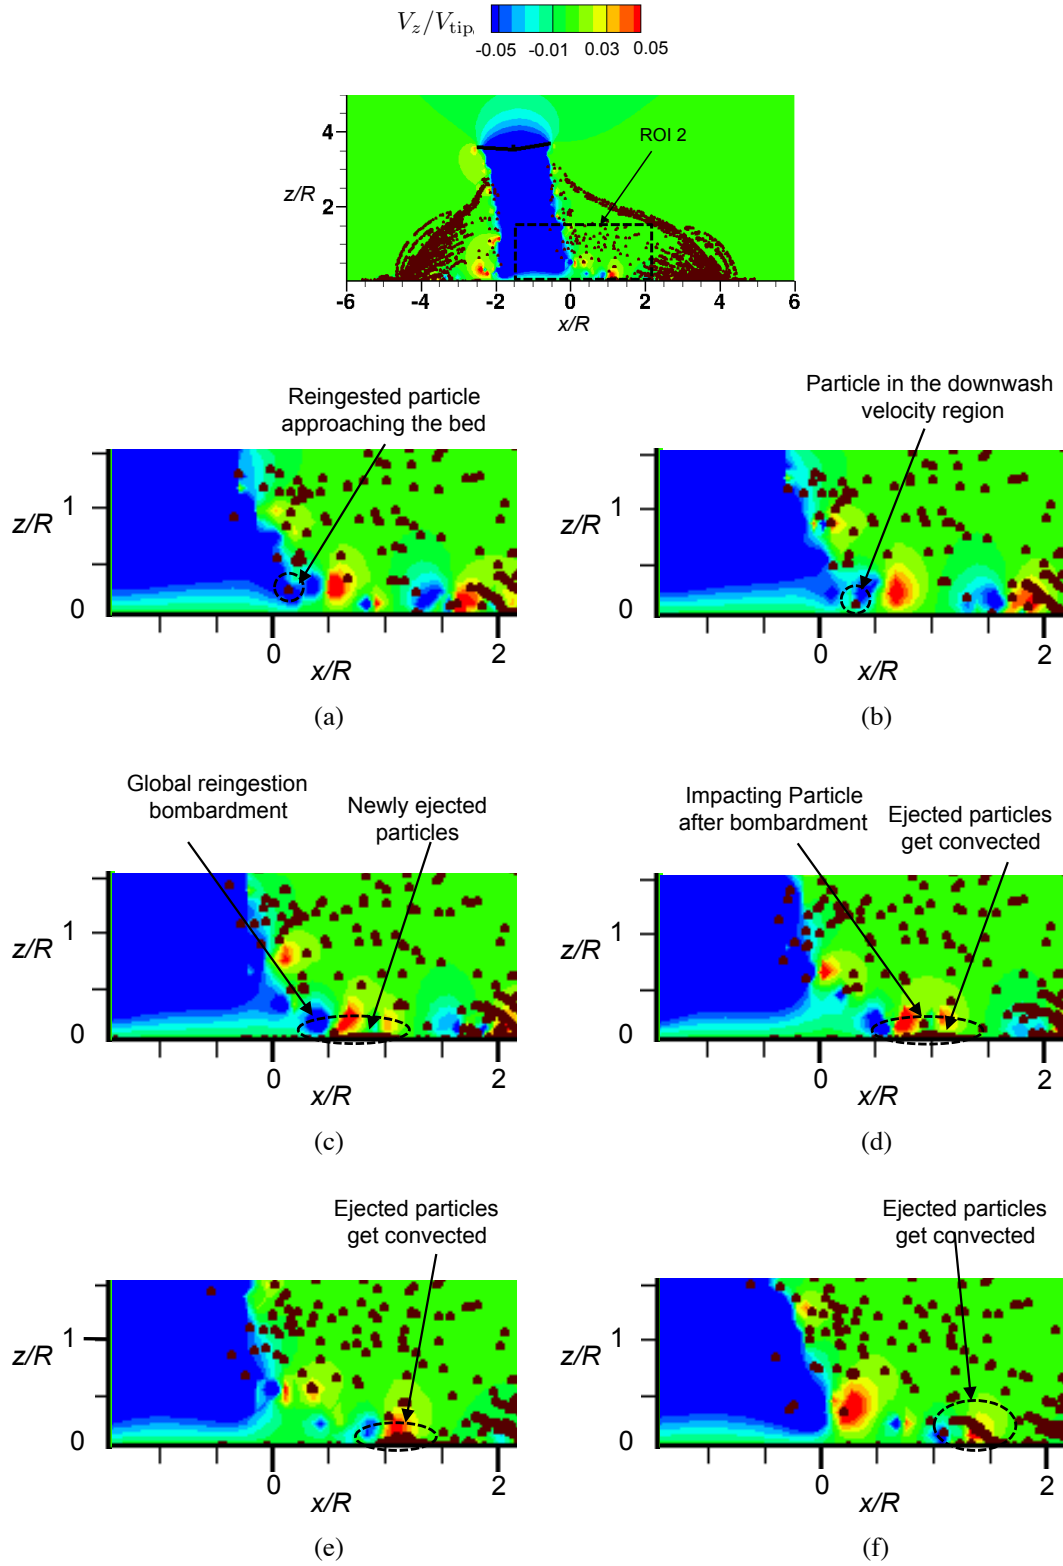 V_z/V_tip
-0.05 -0.01 0.03 0.05
ROI 2
4
z/R
2
-6 -4 -2 0 2 4 6
x/R
Reingested particle
approaching the bed
Particle in the downwash
velocity region
1
z/R
0
0 2
x/R
(a)
1
z/R
0
0 2
x/R
(b)
Global reingestion
bombardment
Newly ejected
particles
Impacting Particle
after bombardment
Ejected particles
get convected
1
z/R
0
0 2
x/R
(c)
1
z/R
0
0 2
x/R
(d)
Ejected particles
get convected
Ejected particles
get convected
1
z/R
0
0 1 2
x/R
(e)
1
z/R
0
0 1 2
x/R
(f)